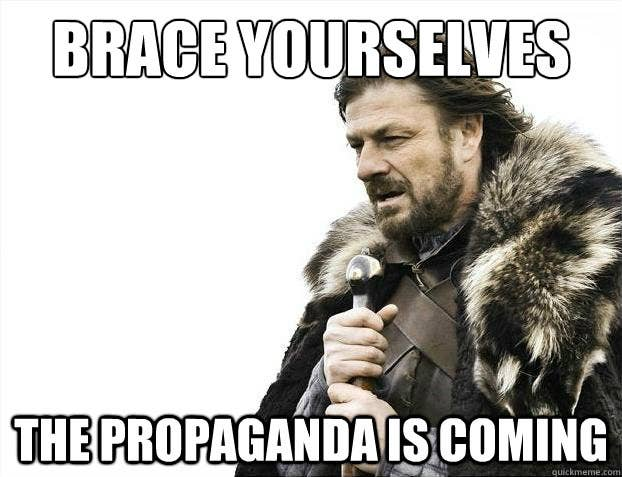 BRACE YOURSELVES
THE PROPAGANDA IS COMING
quickmeme.com